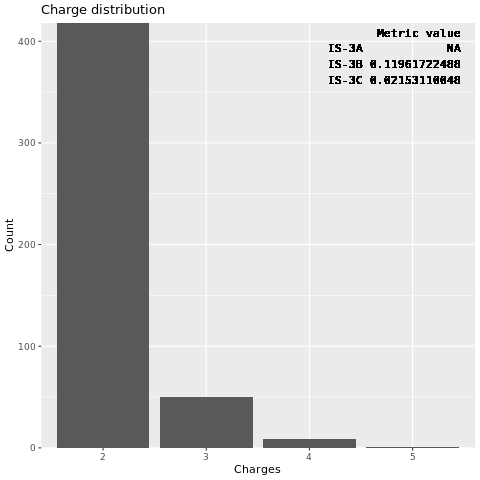 Charge distribution
Metric value
IS-3A NA
IS-3B 0.11961722488
IS-3C 0.02153110048
400
300
200
100
0
Count
2 3 4 5
Charges